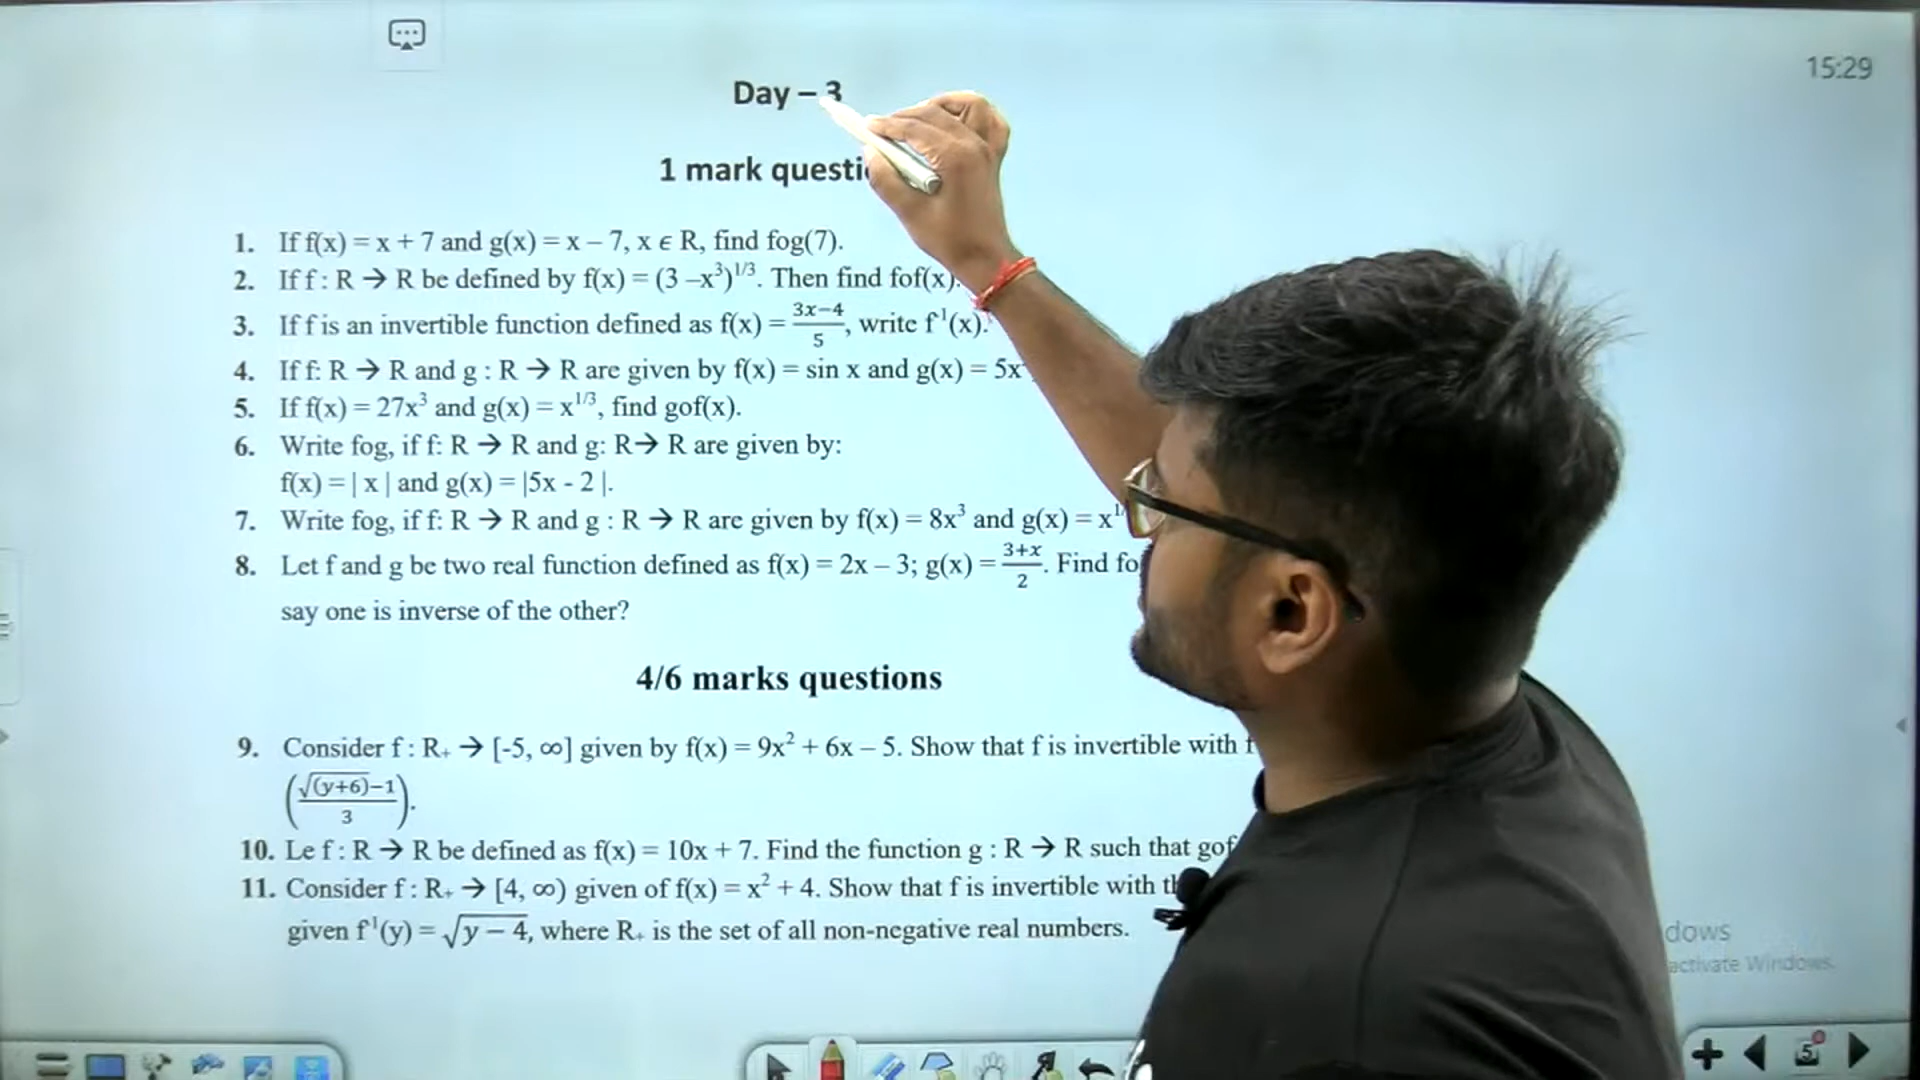 15:29
Day – 3
1 mark questi
1. If f(x) = x + 7 and g(x) = x – 7, x ϵ R, find fog(7).
2. If f : R → R be defined by f(x) = (3 –x³)^1/3. Then find fof(x).
3. If f is an invertible function defined as f(x) = (3x−4)/5, write f⁻¹(x).
4. If f: R → R and g : R → R are given by f(x) = sin x and g(x) = 5x
5. If f(x) = 27x³ and g(x) = x^1/3, find gof(x).
6. Write fog, if f: R → R and g: R→ R are given by:
f(x) = | x | and g(x) = |5x - 2 |.
7. Write fog, if f: R → R and g : R → R are given by f(x) = 8x³ and g(x) = x
8. Let f and g be two real function defined as f(x) = 2x – 3; g(x) = (3+x)/2. Find fo
say one is inverse of the other?
4/6 marks questions
9. Consider f : R₊ → [-5, ∞] given by f(x) = 9x² + 6x – 5. Show that f is invertible with f
(√(y+6)−1)/3).
10. Le f : R → R be defined as f(x) = 10x + 7. Find the function g : R → R such that gof
11. Consider f : R₊ → [4, ∞) given of f(x) = x² + 4. Show that f is invertible with th
given f¹(y) = √y − 4, where R₊ is the set of all non-negative real numbers.
dows
activate Windows.
5